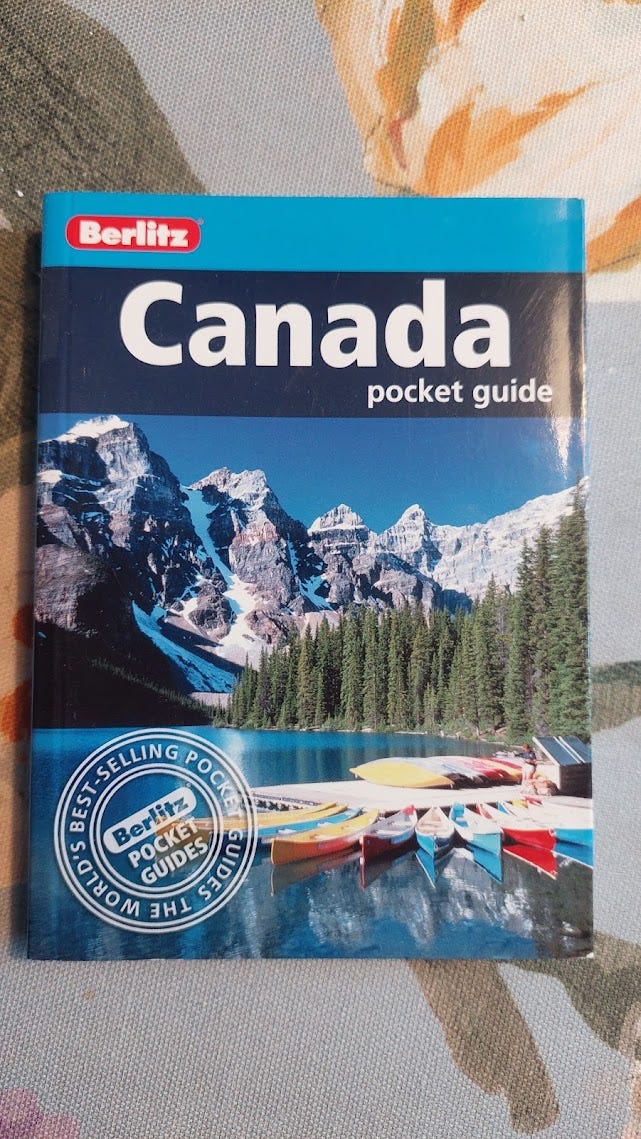 Berlitz®
Canada
pocket guide
THE WORLD'S BEST-SELLING POCKET GUIDES
Berlitz
POCKET
GUIDES